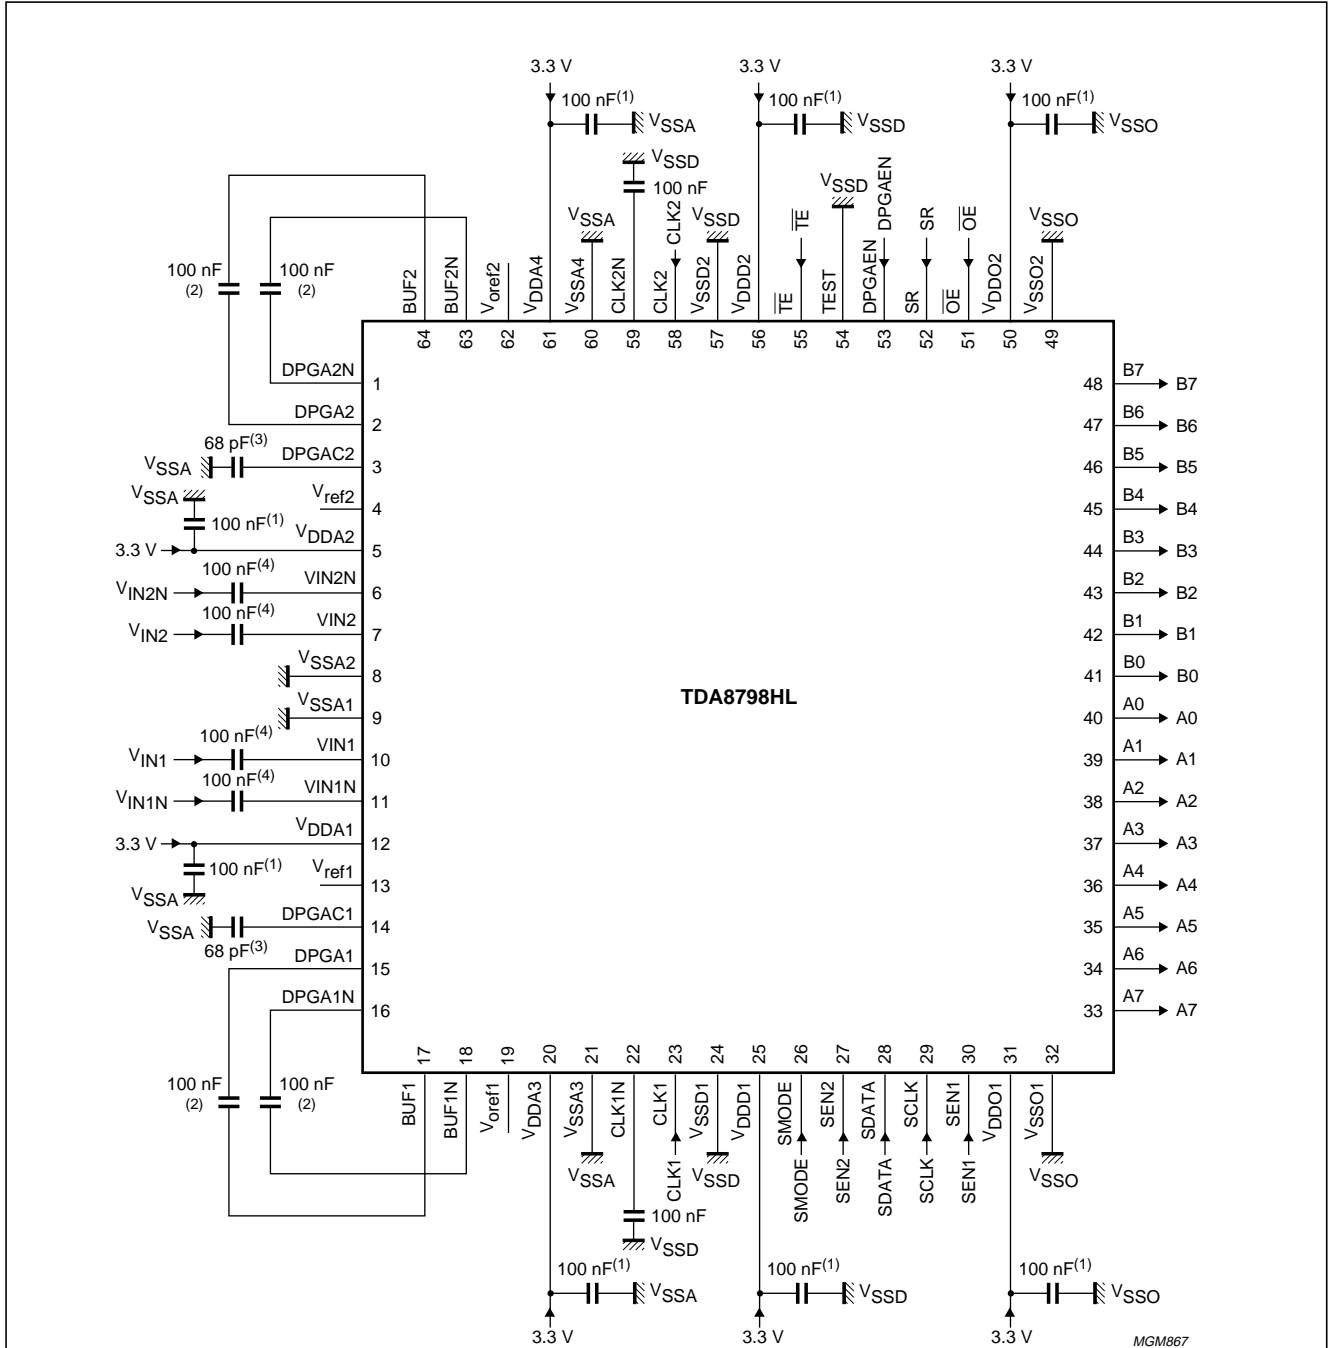 3.3 V 3.3 V 3.3 V
100 nF(1) VSSA 100 nF(1) VSSD 100 nF(1) VSSO
VSSD
100 nF
VSSA CLK2 VSSD TE VSSD DPGAEN SR OE VSSO
100 nF (2) 100 nF (2)
BUF2 BUF2N Voref2 VDDA4 VSSA4 CLK2N CLK2 VSSD2 VDDD2 TE TEST DPGAEN SR OE VDDO2 VSSO2
64 63 62 61 60 59 58 57 56 55 54 53 52 51 50 49
DPGA2N 1
DPGA2 2
VSSA 68 pF(3) DPGAC2 3
Vref2 4
VSSA 100 nF(1)
3.3 V VDDA2 5
VIN2N 100 nF(4) VIN2N 6
VIN2 100 nF(4) VIN2 7
VSSA2 8
VSSA1 9
VIN1 100 nF(4) VIN1 10
VIN1N 100 nF(4) VIN1N 11
3.3 V VDDA1 12
100 nF(1) VSSA
Vref1 13
VSSA 68 pF(3) DPGAC1 14
DPGA1 15
DPGA1N 16
TDA8798HL
48 B7 B7
47 B6 B6
46 B5 B5
45 B4 B4
44 B3 B3
43 B2 B2
42 B1 B1
41 B0 B0
40 A0 A0
39 A1 A1
38 A2 A2
37 A3 A3
36 A4 A4
35 A5 A5
34 A6 A6
33 A7 A7
17 18 19 20 21 22 23 24 25 26 27 28 29 30 31 32
100 nF (2) 100 nF (2)
BUF1 BUF1N Voref1 VDDA3 VSSA3 CLK1N CLK1 VSSD1 VDDD1 SMODE SEN2 SDATA SCLK SEN1 VDDO1 VSSO1
VSSA CLK1 VSSD SMODE SEN2 SDATA SCLK SEN1 VSSO
100 nF
VSSD
100 nF(1) VSSA 100 nF(1) VSSD 100 nF(1) VSSO
3.3 V 3.3 V 3.3 V
MGM867